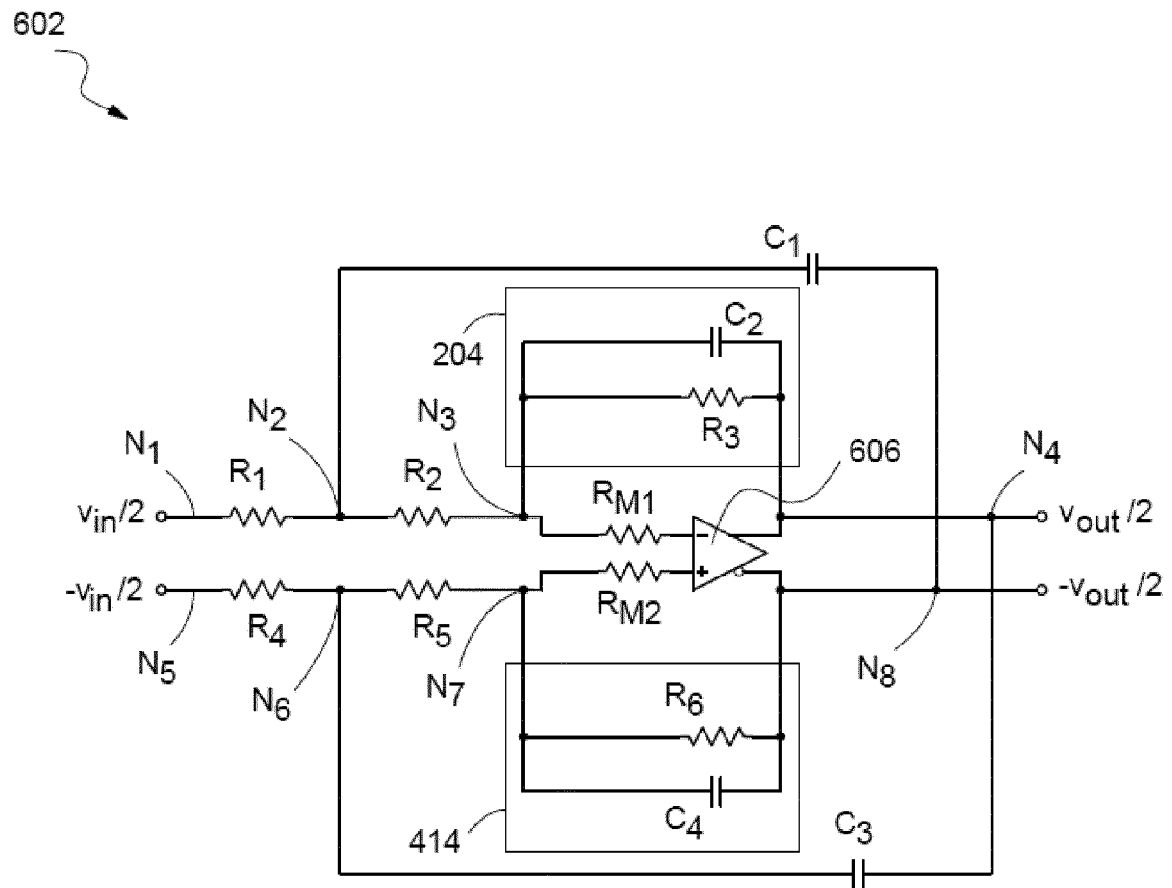 602
C1
C2
204
R3
N3
N2
606
N4
N1
R1
R2
RM1
vin/2
vout/2
-
+
-vin/2
-vout/2
RM2
R4
R5
N5
N6
N7
N8
R6
C4
414
C3